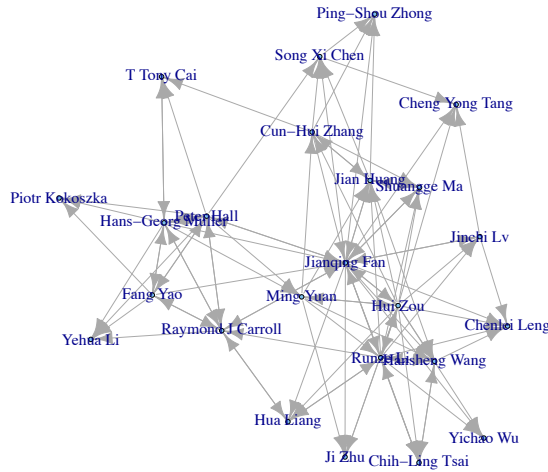 Ping−Shou Zhong
Song Xi Chen
T Tony Cai
Cheng Yong Tang
Cun−Hui Zhang
Jian Huang
Shuangge Ma
Piotr Kokoszka
Peter Hall
Hans−Georg Muller
Jinchi Lv
Jianqing Fan
Fang Yao
Ming Yuan
Hui Zou
Chenlei Leng
Raymond J Carroll
Yehua Li
Runze Li
Hansheng Wang
Hua Liang
Yichao Wu
Ji Zhu
Chih−Ling Tsai